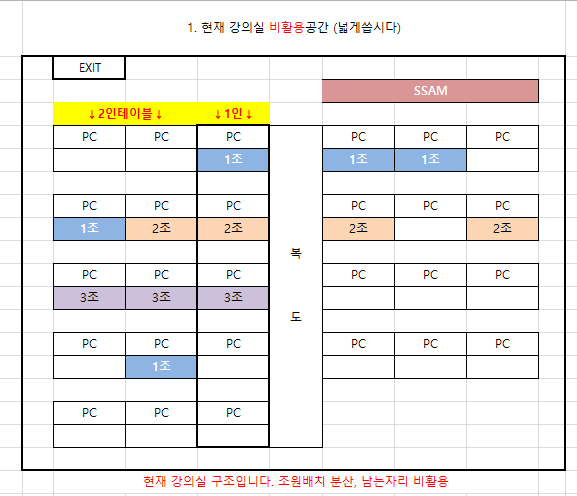 1. 현재 강의실 비활용공간 (넓게씁시다)
EXIT
SSAM
↓2인테이블↓ ↓1인↓
PC PC PC PC PC PC
1조 1조 1조
PC PC PC PC PC PC
1조 2조 2조 2조 2조
복
PC PC PC PC PC PC
3조 3조 3조
도
PC PC PC PC PC PC
1조
PC PC PC
현재 강의실 구조입니다. 조원배치 분산, 남는자리 비활용